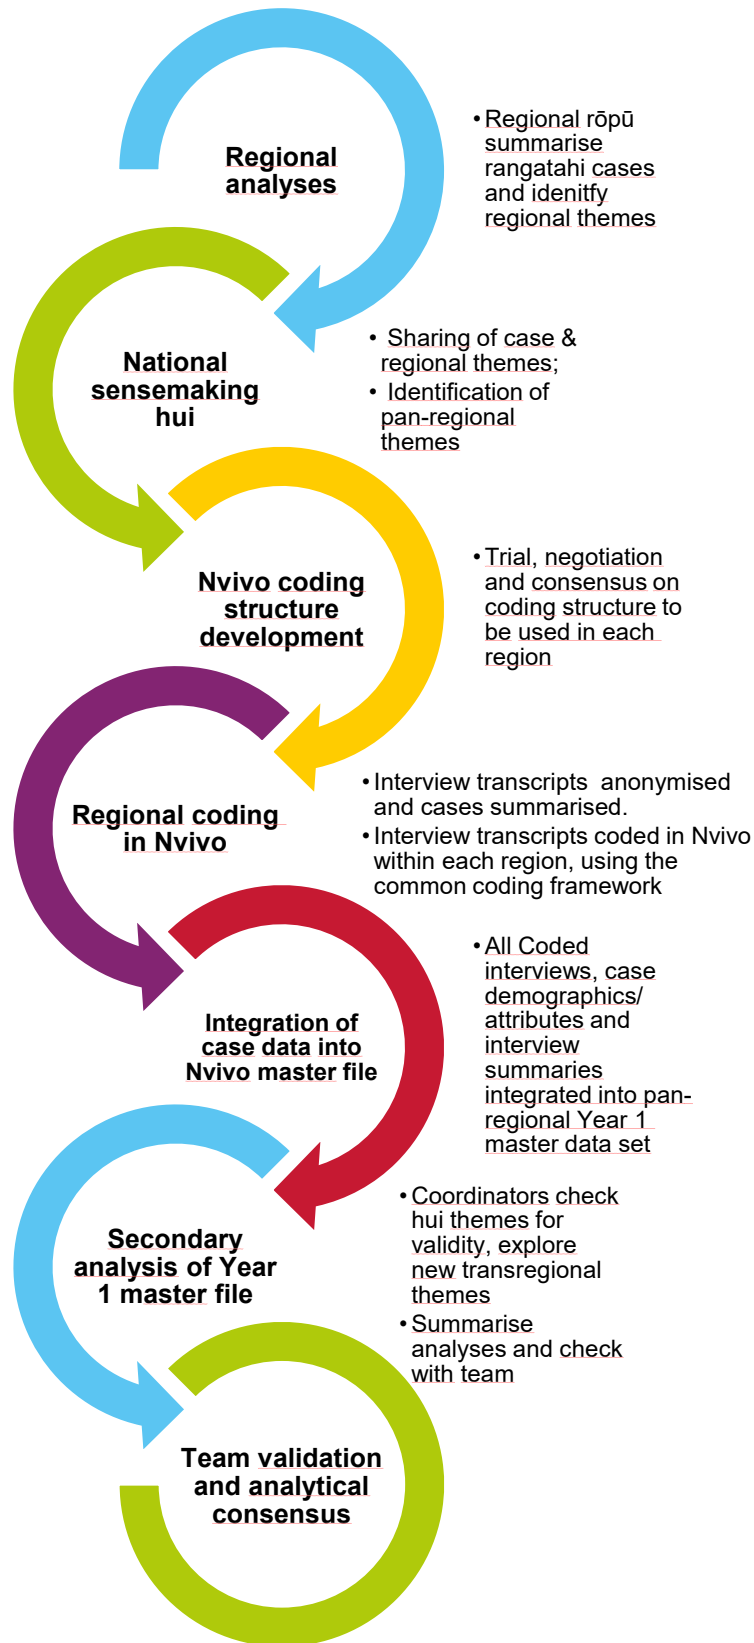 Regional
analyses
• Regional rōpū
summarise
rangatahi cases
and idenitfy
regional themes
National
sensemaking
hui
• Sharing of case &
regional themes;
• Identification of
pan-regional
themes
Nvivo coding
structure
development
• Trial, negotiation
and consensus on
coding structure to
be used in each
region
Regional coding
in Nvivo
• Interview transcripts anonymised
and cases summarised.
• Interview transcripts coded in Nvivo
within each region, using the
common coding framework
Integration of
case data into
Nvivo master file
• All Coded
interviews, case
demographics/
attributes and
interview
summaries
integrated into pan-
regional Year 1
master data set
Secondary
analysis of Year
1 master file
• Coordinators check
hui themes for
validity, explore
new transregional
themes
• Summarise
analyses and check
with team
Team validation
and analytical
consensus